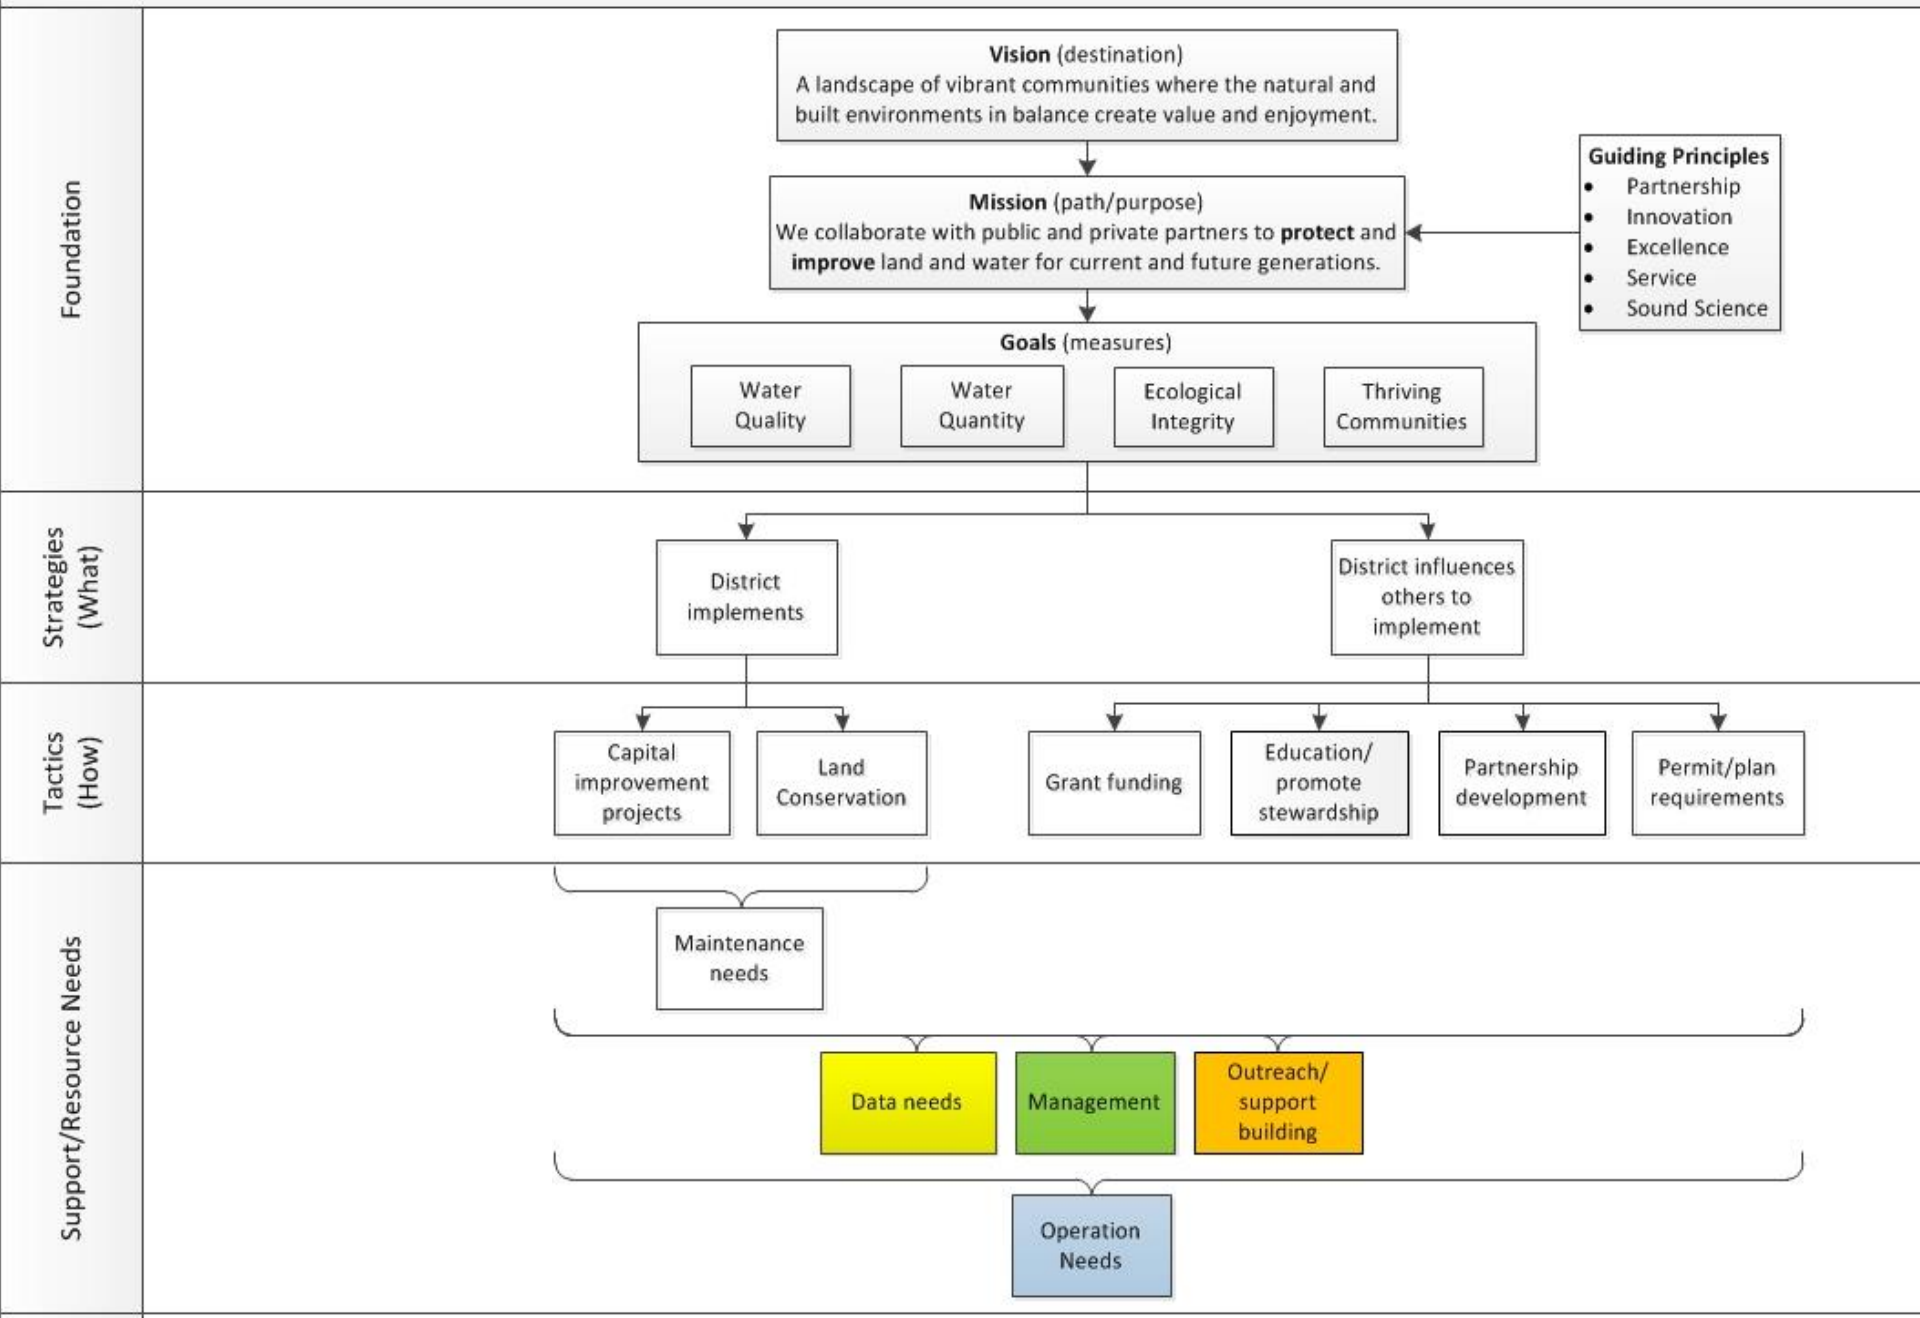 Foundation
Vision (destination)
A landscape of vibrant communities where the natural and
built environments in balance create value and enjoyment.
Mission (path/purpose)
We collaborate with public and private partners to protect and
improve land and water for current and future generations.
Guiding Principles
• Partnership
• Innovation
• Excellence
• Service
• Sound Science
Goals (measures)
Water
Quality
Water
Quantity
Ecological
Integrity
Thriving
Communities
Strategies
(What)
District
implements
District influences
others to
implement
Tactics
(How)
Capital
improvement
projects
Land
Conservation
Grant funding
Education/
promote
stewardship
Partnership
development
Permit/plan
requirements
Support/Resource Needs
Maintenance
needs
Data needs
Management
Outreach/
support
building
Operation
Needs